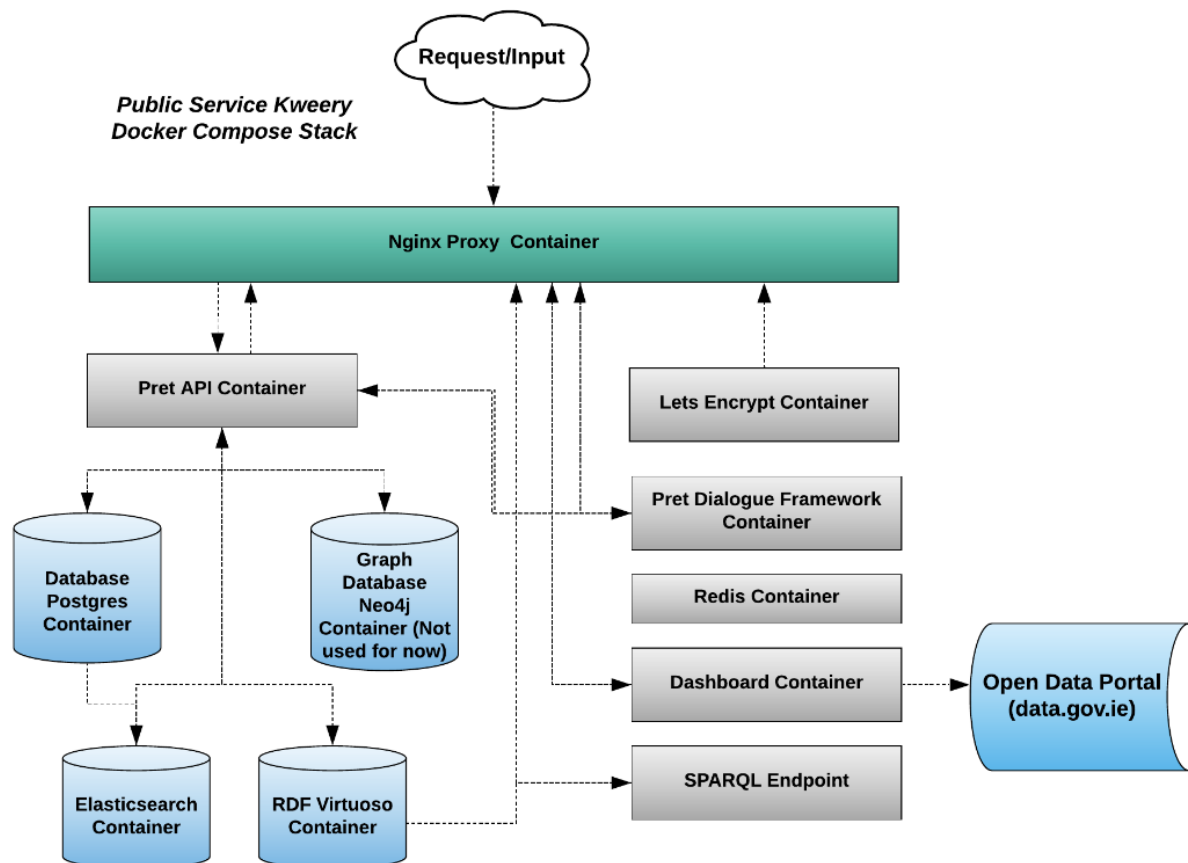 Request/Input
Public Service Kweery
Docker Compose Stack
Nginx Proxy Container
Pret API Container
Lets Encrypt Container
Pret Dialogue Framework
Container
Database
Postgres
Container
Graph
Database
Neo4j
Container (Not
used for now)
Redis Container
Dashboard Container
Open Data Portal
(data.gov.ie)
Elasticsearch
Container
RDF Virtuoso
Container
SPARQL Endpoint